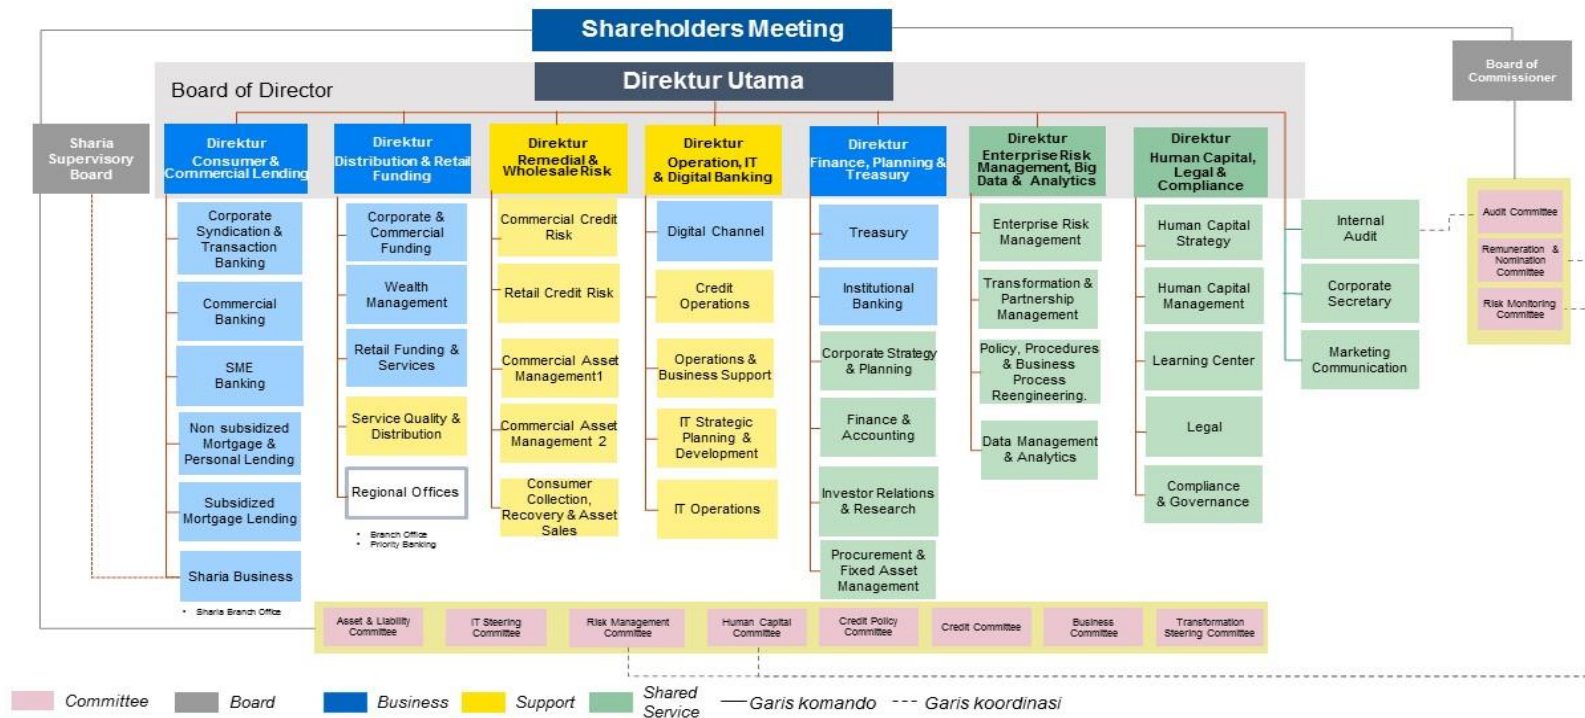 Shareholders Meeting
Board of
Commissioner
Direktur Utama
Board of Director
Sharia
Supervisory
Board
Direktur
Consumer &
Commercial Lending
Direktur
Distribution & Retail
Funding
Direktur
Remedial &
Wholesale Risk
Direktur
Operation, IT
& Digital Banking
Direktur
Finance, Planning &
Treasury
Direktur
Enterprise Risk
Management, Big
Data & Analytics
Direktur
Human Capital,
Legal &
Compliance
Corporate
Syndication &
Transaction
Banking
Commercial
Banking
SME
Banking
Non subsidized
Mortgage &
Personal Lending
Subsidized
Mortgage Lending
Sharia Business
• Sharia Branch Office
Corporate &
Commercial
Funding
Wealth
Management
Retail Funding &
Services
Service Quality &
Distribution
Regional Offices
• Branch Office
• Priority Banking
Commercial Credit
Risk
Retail Credit Risk
Commercial Asset
Management1
Commercial Asset
Management 2
Consumer
Collection,
Recovery & Asset
Sales
Digital Channel
Credit
Operations
Operations &
Business Support
IT Strategic
Planning &
Development
IT Operations
Treasury
Institutional
Banking
Corporate Strategy
& Planning
Finance &
Accounting
Investor Relations
& Research
Procurement &
Fixed Asset
Management
Enterprise Risk
Management
Transformation &
Partnership
Management
Policy, Procedures
& Business
Process
Reengineering.
Data Management
& Analytics
Human Capital
Strategy
Human Capital
Management
Learning Center
Legal
Compliance
& Governance
Internal
Audit
Corporate
Secretary
Marketing
Communication
Audit Committee
Remuneration &
Nomination
Committee
Risk Monitoring
Committee
Asset & Liability
Committee
IT Steering
Committee
Risk Management
Committee
Human Capital
Committee
Credit Policy
Committee
Credit Committee
Business
Committee
Transformation
Steering Committee
Committee
Board
Business
Support
Shared
Service
Garis komando
Garis koordinasi